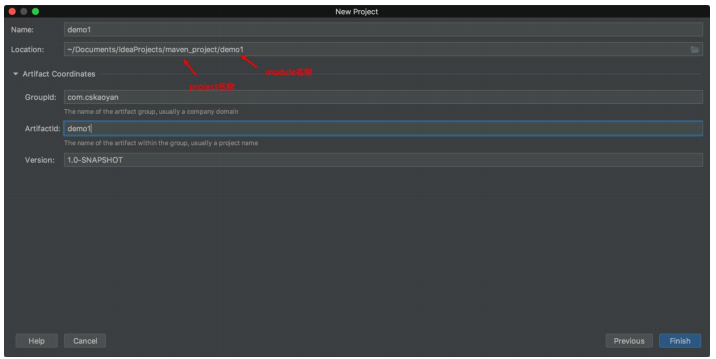 New Project
Name: demo1
Location: ~/Documents/IdeaProjects/maven_project/demo1
module名称
project名称
Artifact Coordinates
GroupId: com.cskaoyan
The name of the artifact group, usually a company domain
ArtifactId: demo1
The name of the artifact within the group, usually a project name
Version: 1.0-SNAPSHOT
Help Cancel Previous Finish